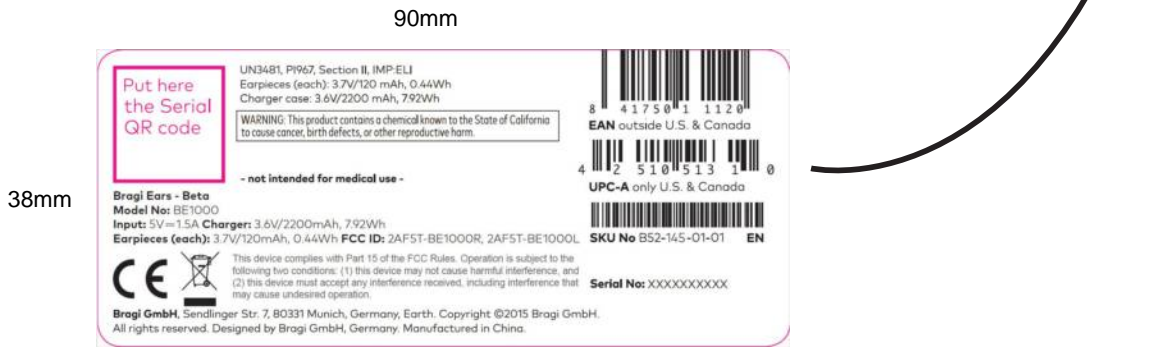 90mm
38mm
Put here
the Serial
QR code
UN3481, PI967, Section II, IMP:ELI
Earpieces (each): 3.7V/120 mAh, 0.44Wh
Charger case: 3.6V/2200 mAh, 7.92Wh
WARNING: This product contains a chemical known to the State of California
to cause cancer, birth defects, or other reproductive harm.
- not intended for medical use -
Bragi Ears - Beta
Model No: BE1000
Input: 5V⎓1.5A Charger: 3.6V/2200mAh, 7.92Wh
Earpieces (each): 3.7V/120mAh, 0.44Wh FCC ID: 2AF5T-BE1000R, 2AF5T-BE1000L
CE
This device complies with Part 15 of the FCC Rules. Operation is subject to the
following two conditions: (1) this device may not cause harmful interference, and
(2) this device must accept any interference received, including interference that
may cause undesired operation.
Bragi GmbH, Sendlinger Str. 7, 80331 Munich, Germany, Earth. Copyright ©2015 Bragi GmbH.
All rights reserved. Designed by Bragi GmbH, Germany. Manufactured in China.
8 41750 1 1120
EAN outside U.S. & Canada
4 2 510 513 1 0
UPC-A only U.S. & Canada
SKU No B52-145-01-01 EN
Serial No: XXXXXXXXXX